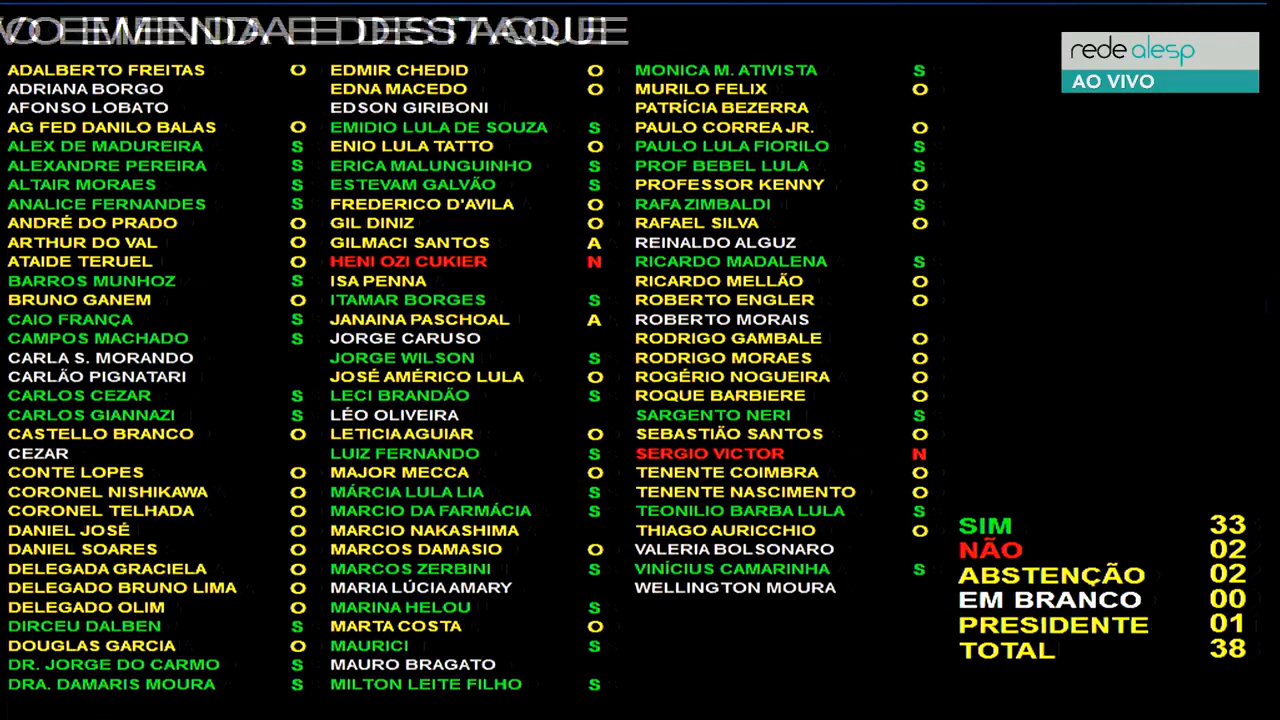 EMENDA E DESTAQUE
rede alesp
AO VIVO
ADALBERTO FREITAS O
ADRIANA BORGO
AFONSO LOBATO
AG FED DANILO BALAS O
ALEX DE MADUREIRA S
ALEXANDRE PEREIRA S
ALTAIR MORAES S
ANALICE FERNANDES S
ANDRÉ DO PRADO O
ARTHUR DO VAL O
ATAIDE TERUEL O
BARROS MUNHOZ S
BRUNO GANEM O
CAIO FRANÇA S
CAMPOS MACHADO S
CARLA S. MORANDO
CARLÃO PIGNATARI
CARLOS CEZAR S
CARLOS GIANNAZI S
CASTELLO BRANCO O
CEZAR
CONTE LOPES O
CORONEL NISHIKAWA O
CORONEL TELHADA O
DANIEL JOSÉ O
DANIEL SOARES O
DELEGADA GRACIELA O
DELEGADO BRUNO LIMA O
DELEGADO OLIM O
DIRCEU DALBEN S
DOUGLAS GARCIA O
DR. JORGE DO CARMO S
DRA. DAMARIS MOURA S
EDMIR CHEDID O
EDNA MACEDO O
EDSON GIRIBONI
EMIDIO LULA DE SOUZA S
ENIO LULA TATTO O
ERICA MALUNGUINHO S
ESTEVAM GALVÃO S
FREDERICO D'AVILA O
GIL DINIZ O
GILMACI SANTOS A
HENI OZI CUKIER N
ISA PENNA
ITAMAR BORGES S
JANAINA PASCHOAL A
JORGE CARUSO
JORGE WILSON S
JOSÉ AMÉRICO LULA O
LECI BRANDÃO S
LÉO OLIVEIRA
LETICIA AGUIAR O
LUIZ FERNANDO S
MAJOR MECCA O
MÁRCIA LULA LIA S
MARCIO DA FARMÁCIA S
MARCIO NAKASHIMA
MARCOS DAMASIO O
MARCOS ZERBINI S
MARIA LÚCIA AMARY
MARINA HELOU S
MARTA COSTA O
MAURICI S
MAURO BRAGATO
MILTON LEITE FILHO S
MONICA M. ATIVISTA S
MURILO FELIX O
PATRÍCIA BEZERRA
PAULO CORREA JR. O
PAULO LULA FIORILO S
PROF BEBEL LULA S
PROFESSOR KENNY O
RAFA ZIMBALDI S
RAFAEL SILVA O
REINALDO ALGUZ
RICARDO MADALENA S
RICARDO MELLÃO O
ROBERTO ENGLER O
ROBERTO MORAIS
RODRIGO GAMBALE O
RODRIGO MORAES O
ROGÉRIO NOGUEIRA O
ROQUE BARBIERE O
SARGENTO NERI S
SEBASTIÃO SANTOS O
SERGIO VICTOR N
TENENTE COIMBRA O
TENENTE NASCIMENTO O
TEONILIO BARBA LULA S
THIAGO AURICCHIO O
VALERIA BOLSONARO
VINÍCIUS CAMARINHA S
WELLINGTON MOURA
SIM 33
NÃO 02
ABSTENÇÃO 02
EM BRANCO 00
PRESIDENTE 01
TOTAL 38